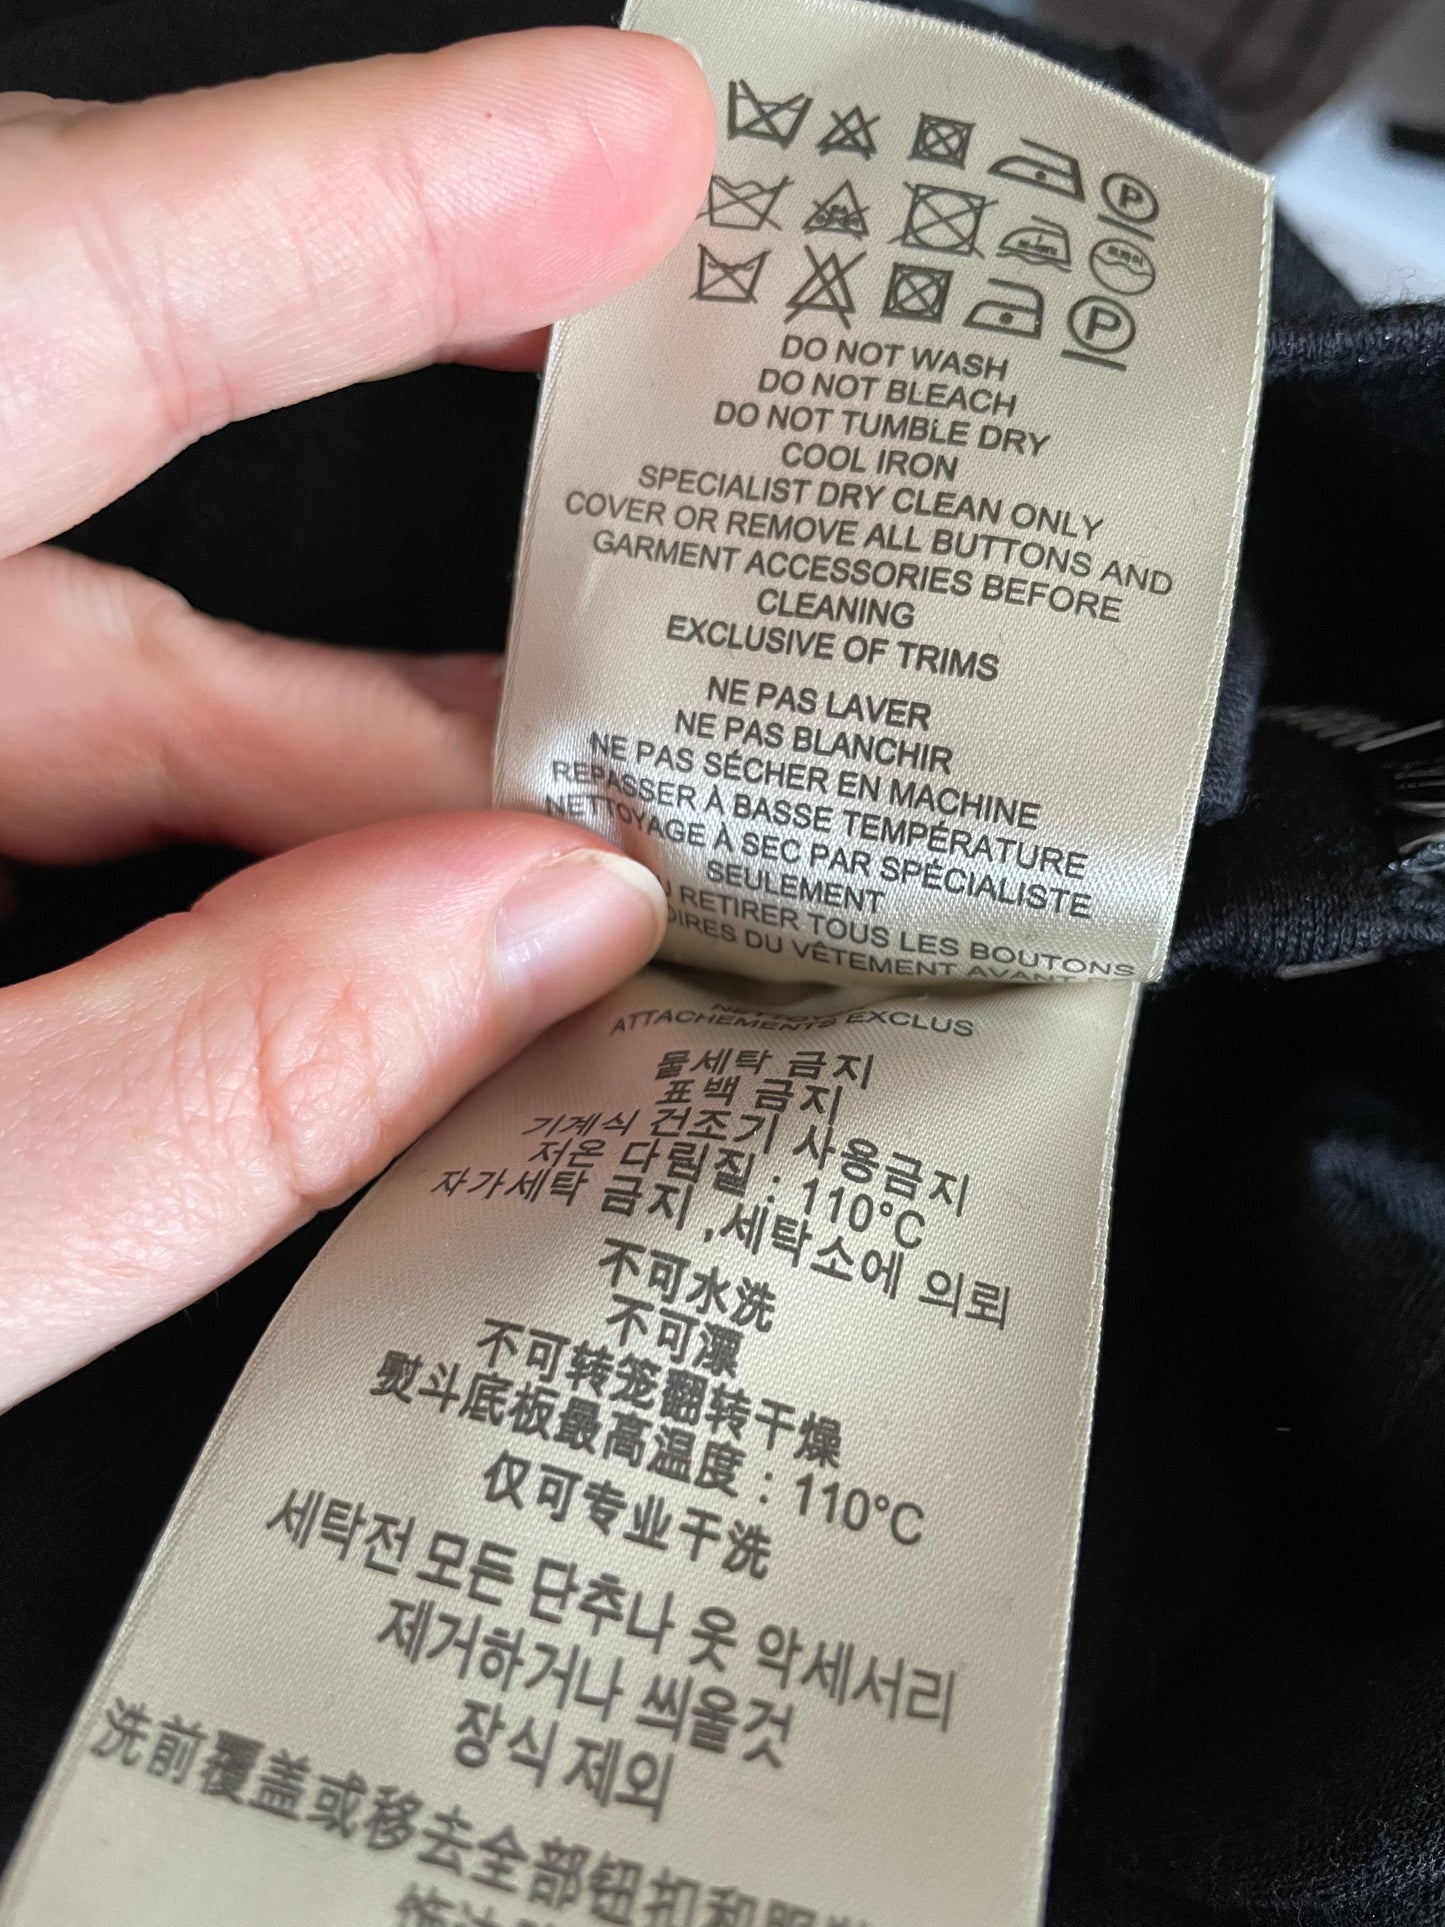 DO NOT WASH
DO NOT BLEACH
DO NOT TUMBLE DRY
COOL IRON
SPECIALIST DRY CLEAN ONLY
COVER OR REMOVE ALL BUTTONS AND
GARMENT ACCESSORIES BEFORE
CLEANING
EXCLUSIVE OF TRIMS
NE PAS LAVER
NE PAS BLANCHIR
NE PAS SÉCHER EN MACHINE
REPASSER À BASSE TEMPÉRATURE
NETTOYAGE À SEC PAR SPÉCIALISTE
SEULEMENT
RETIRER TOUS LES BOUTONS
DU VÊTEMENT AVANT
ATTACHEMENTS EXCLUS
물세탁 금지
표백 금지
기계식 건조기 사용금지
저온 다림질 : 110°C
자가세탁 금지 ,세탁소에 의뢰
不可水洗
不可漂
不可转笼翻转干燥
熨斗底板最高温度 : 110°C
仅可专业干洗
세탁전 모든 단추나 옷 악세서리
제거하거나 씌울것
장식 제외
洗前覆盖或移去全部钮扣和服装